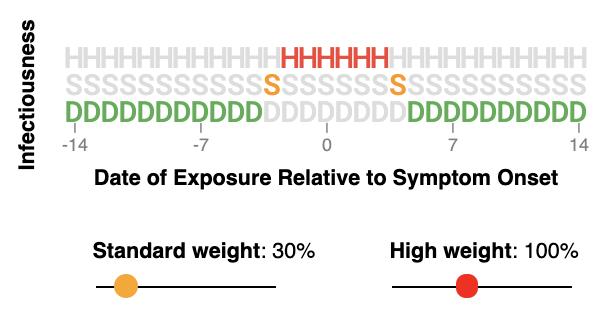 Infectiousness
HHHHHHHHHHHHHHHHHHHHHHHHHHHHH
SSSSSSSSSSSSSSSSSSSSSSSSSSSSS
DDDDDDDDDDDDDDDDDDDDDDDDDDDDD
-14 -7 0 7 14
Date of Exposure Relative to Symptom Onset
Standard weight: 30% High weight: 100%